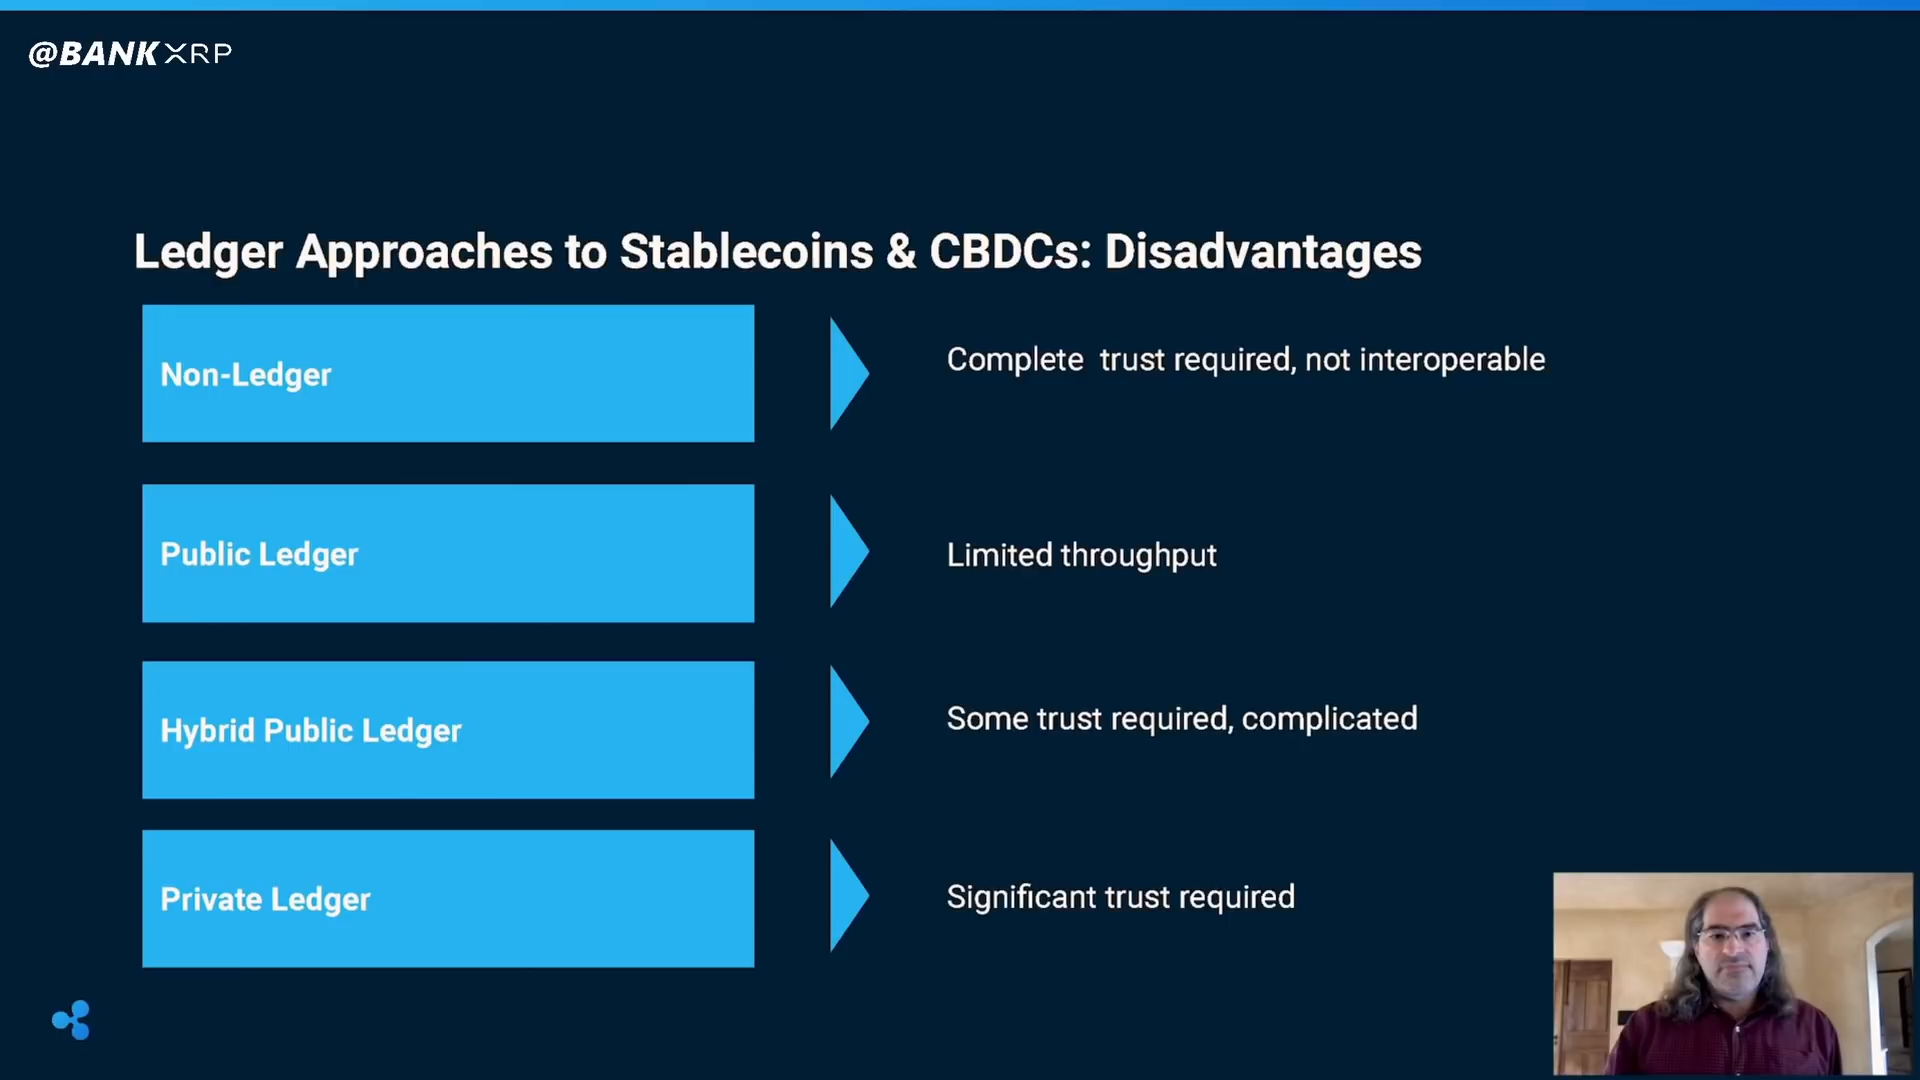 @BANKXRP
Ledger Approaches to Stablecoins & CBDCs: Disadvantages
Non-Ledger
Complete trust required, not interoperable
Public Ledger
Limited throughput
Hybrid Public Ledger
Some trust required, complicated
Private Ledger
Significant trust required